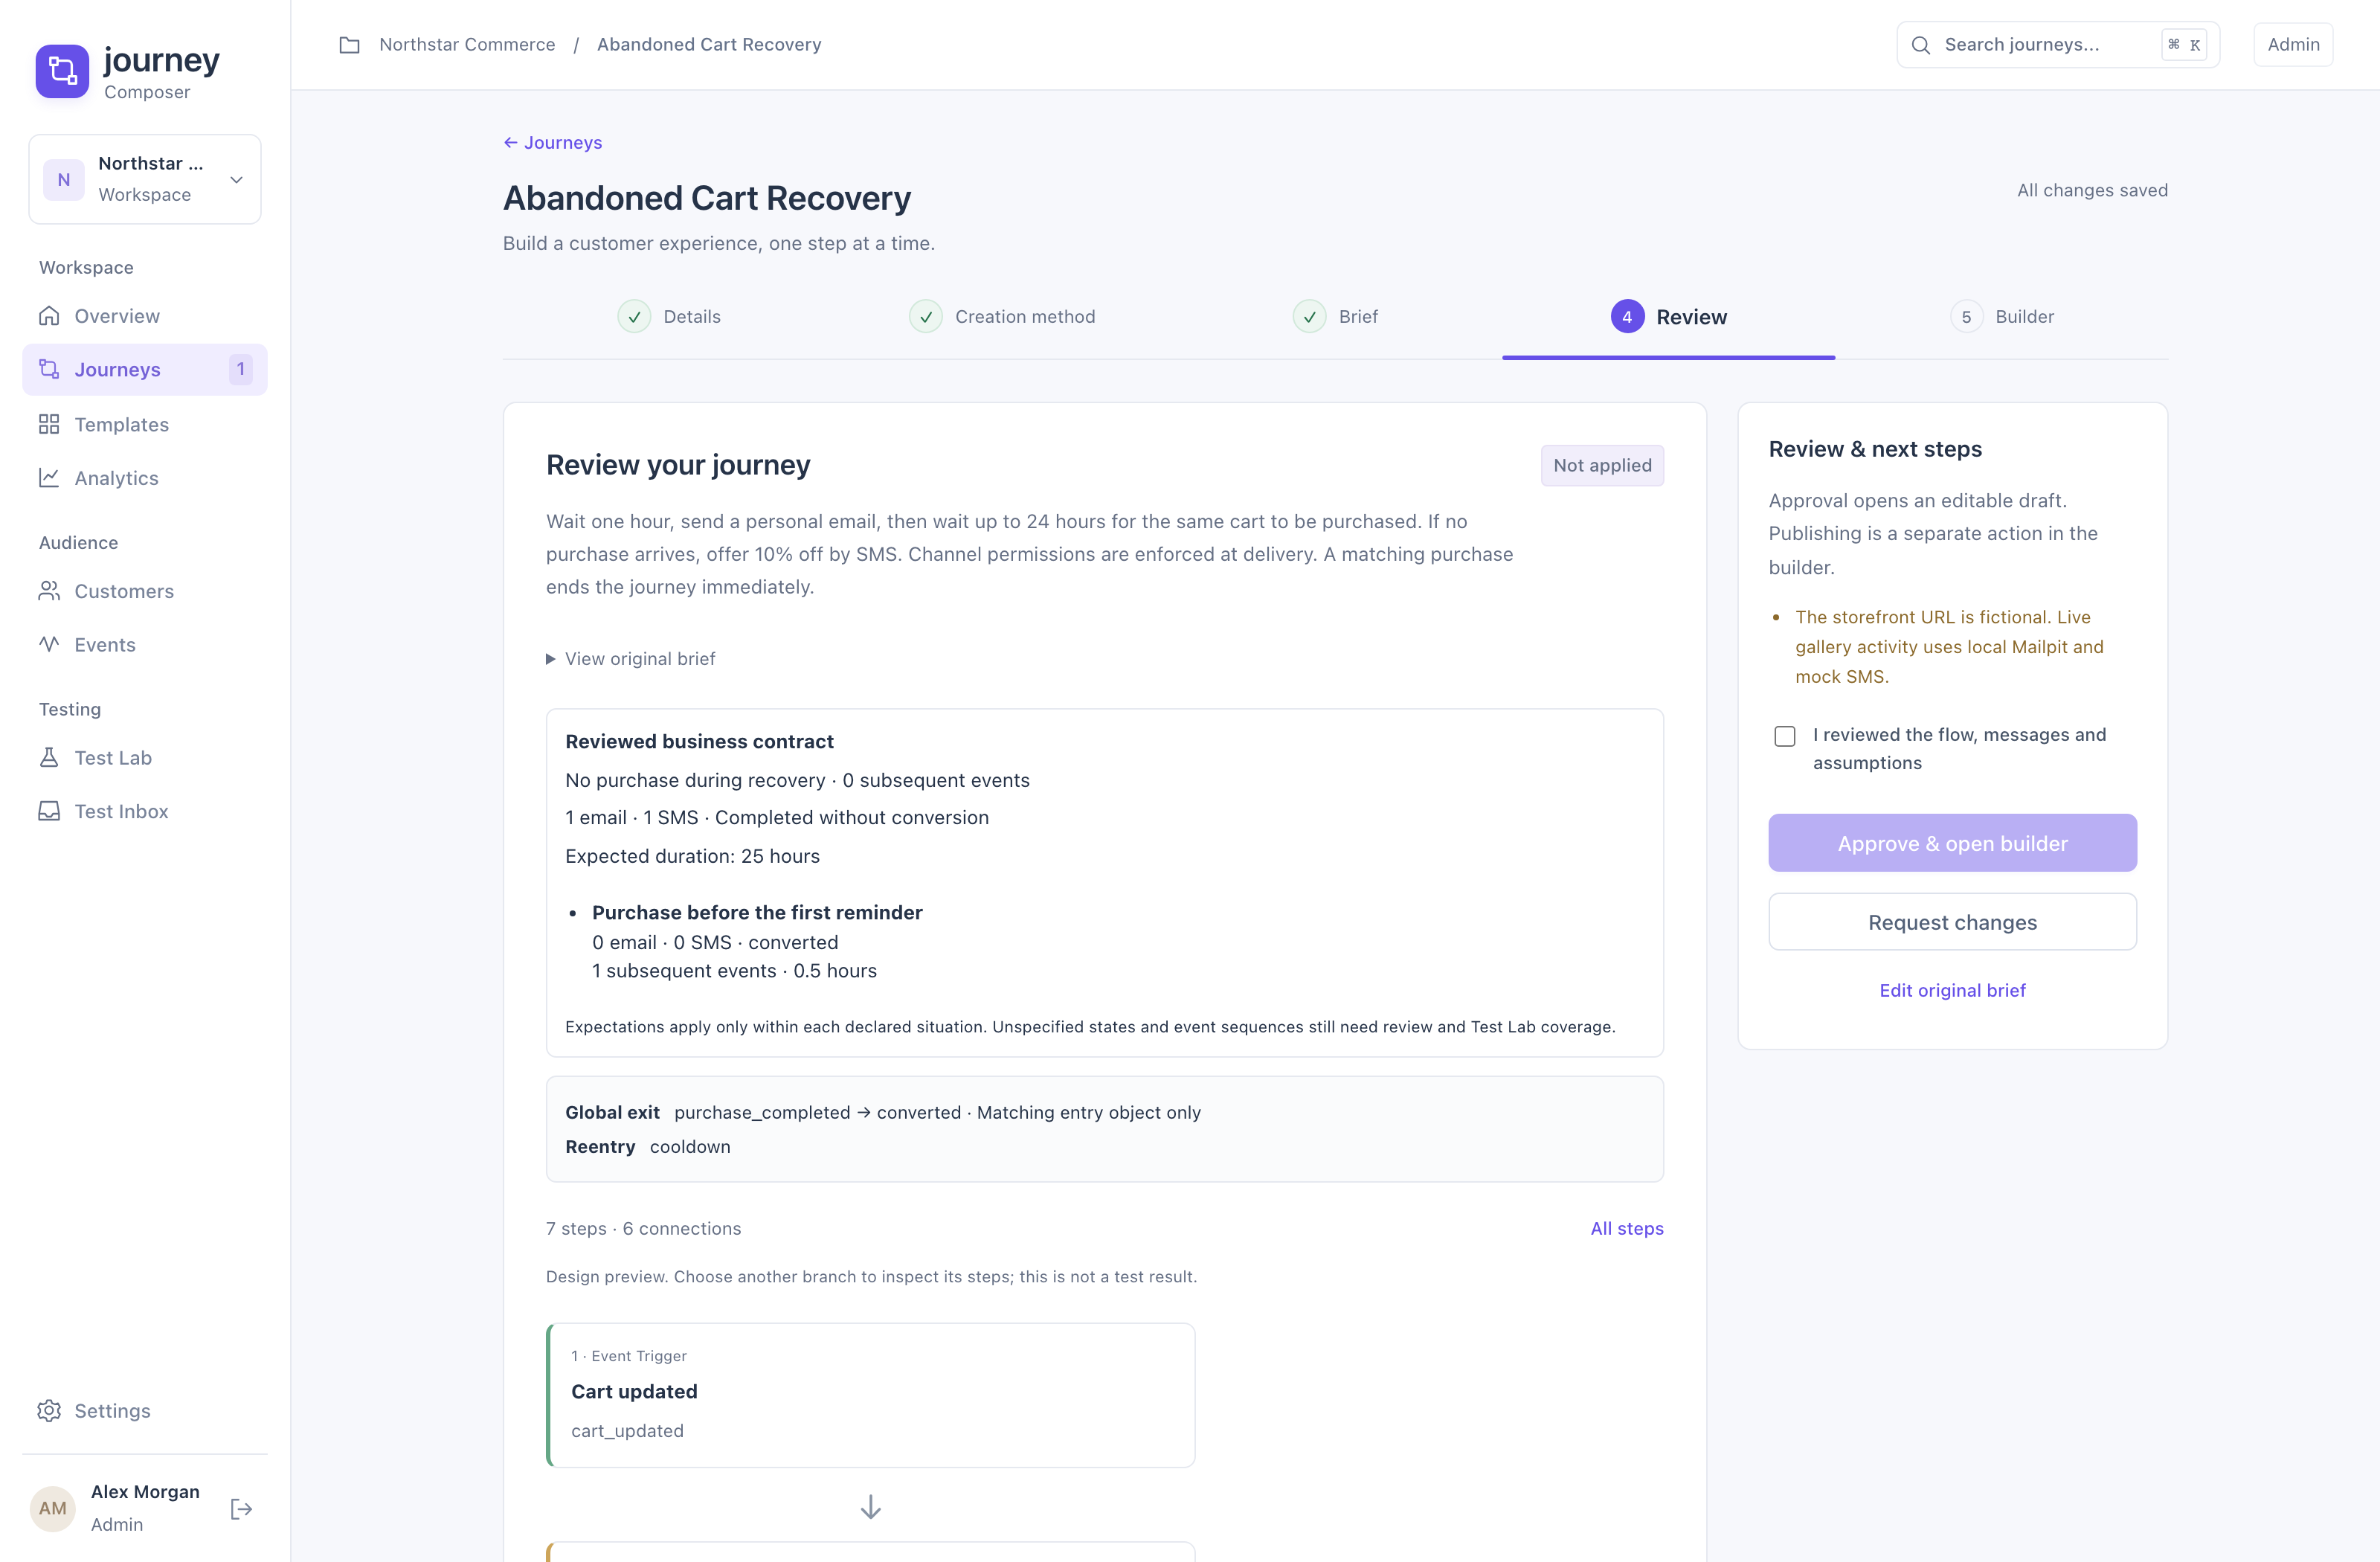 journey
Composer
N
Northstar ...
Workspace
Workspace
Overview
Journeys
1
Templates
Analytics
Audience
Customers
Events
Testing
Test Lab
Test Inbox
Settings
AM
Alex Morgan
Admin
Northstar Commerce / Abandoned Cart Recovery
Search journeys...
⌘ K
Admin
← Journeys
Abandoned Cart Recovery
All changes saved
Build a customer experience, one step at a time.
Details
Creation method
Brief
4 Review
5 Builder
Review your journey
Not applied
Wait one hour, send a personal email, then wait up to 24 hours for the same cart to be purchased. If no
purchase arrives, offer 10% off by SMS. Channel permissions are enforced at delivery. A matching purchase
ends the journey immediately.
View original brief
Reviewed business contract
No purchase during recovery · 0 subsequent events
1 email · 1 SMS · Completed without conversion
Expected duration: 25 hours
• Purchase before the first reminder
0 email · 0 SMS · converted
1 subsequent events · 0.5 hours
Expectations apply only within each declared situation. Unspecified states and event sequences still need review and Test Lab coverage.
Global exit purchase_completed → converted · Matching entry object only
Reentry cooldown
7 steps · 6 connections
All steps
Design preview. Choose another branch to inspect its steps; this is not a test result.
1 · Event Trigger
Cart updated
cart_updated
Review & next steps
Approval opens an editable draft.
Publishing is a separate action in the
builder.
• The storefront URL is fictional. Live
gallery activity uses local Mailpit and
mock SMS.
I reviewed the flow, messages and
assumptions
Approve & open builder
Request changes
Edit original brief